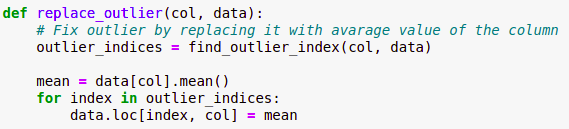 def replace_outlier(col, data):
    # Fix outlier by replacing it with avarage value of the column
    outlier_indices = find_outlier_index(col, data)

    mean = data[col].mean()
    for index in outlier_indices:
        data.loc[index, col] = mean